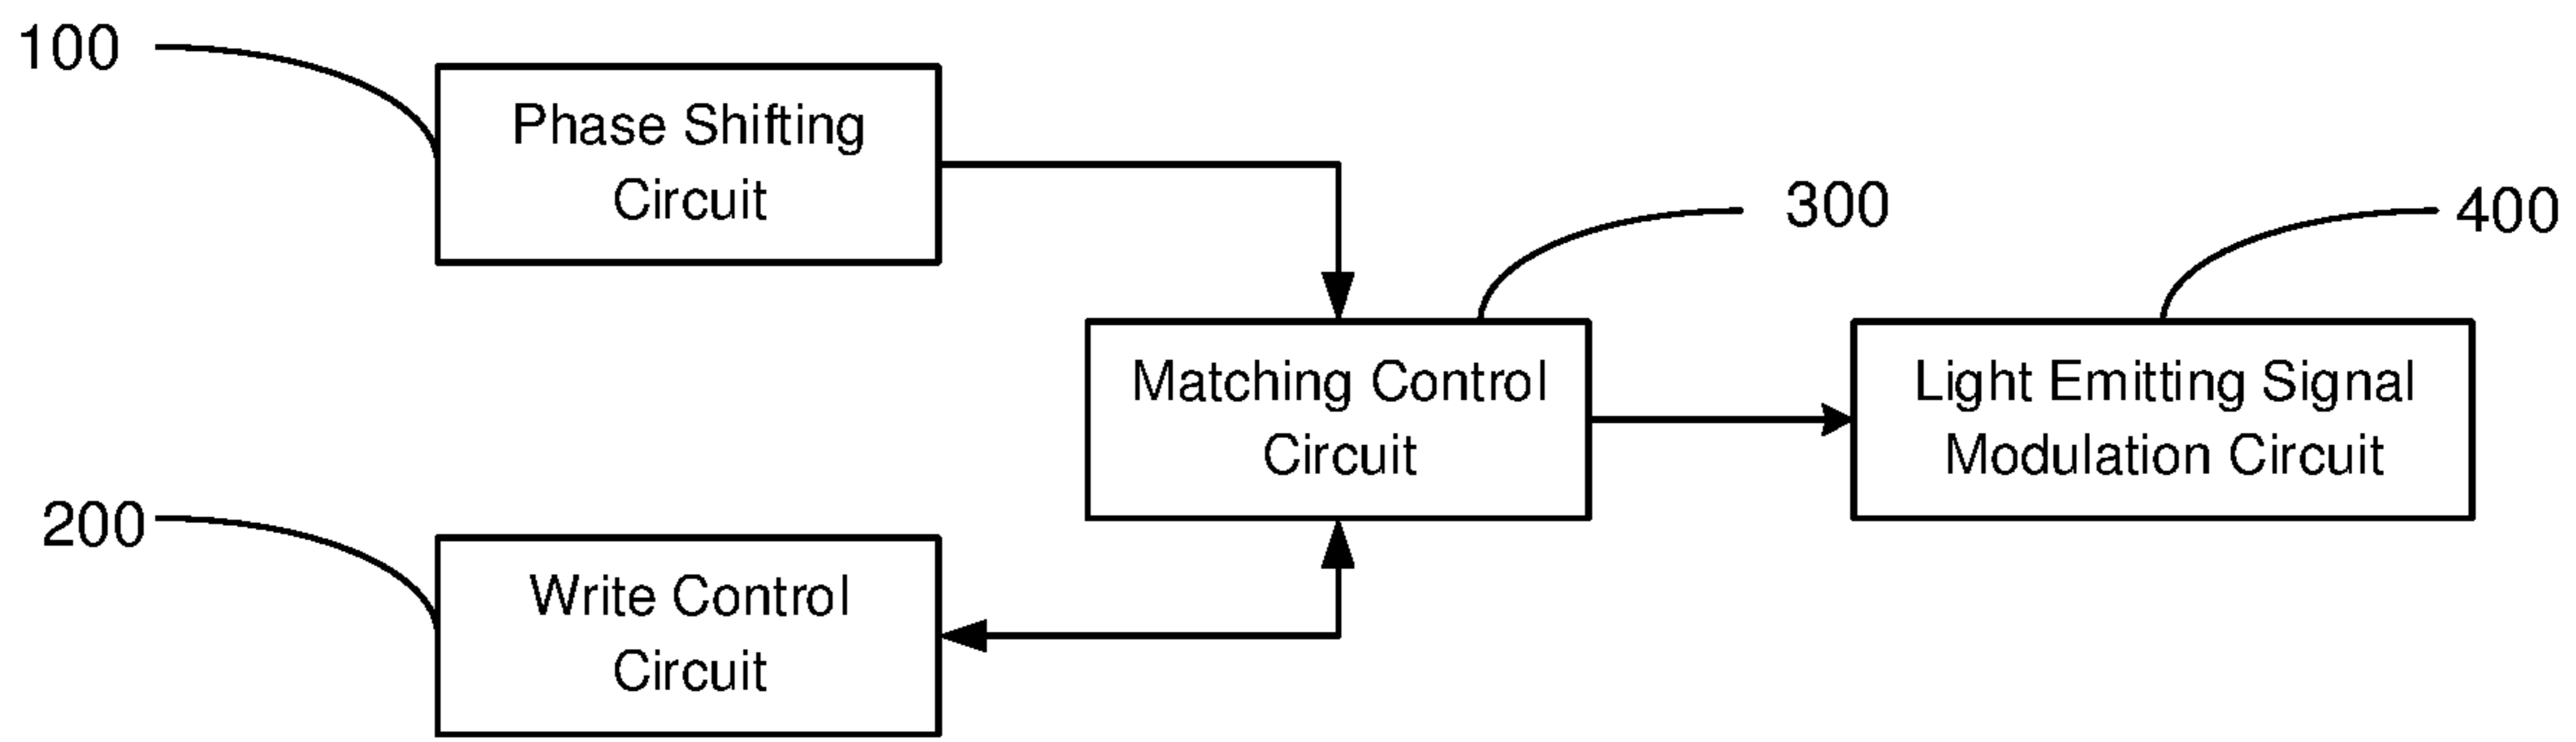 100
Phase Shifting
Circuit
300
400
Matching Control
Circuit
Light Emitting Signal
Modulation Circuit
200
Write Control
Circuit